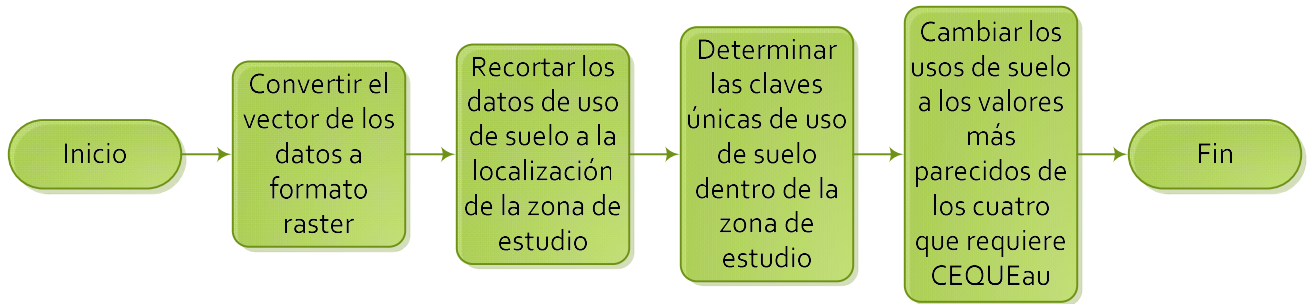 Inicio
Convertir el
vector de los
datos a
formato
raster
Recortar los
datos de uso
de suelo a la
localización
de la zona de
estudio
Determinar
las claves
únicas de uso
de suelo
dentro de la
zona de
estudio
Cambiar los
usos de suelo
a los valores
más
parecidos de
los cuatro
que requiere
CEQUEau
Fin